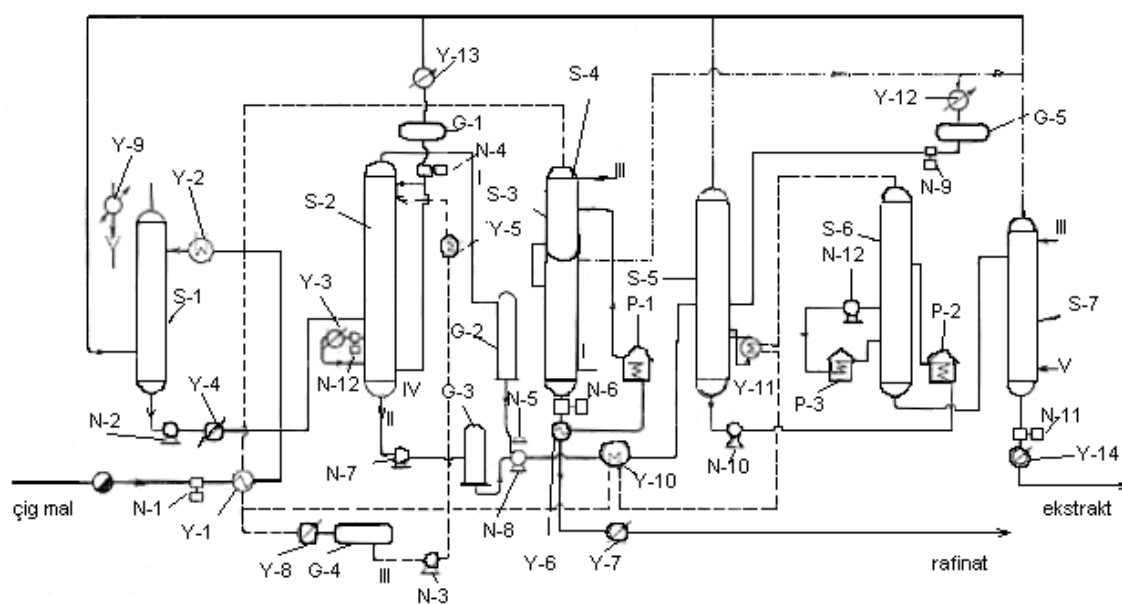 Y-13
S-4
Y-12
G-5
G-1
Y-9
Y-2
N-4
I
III
S-2
S-3
N-9
S-6
III
Y-5
N-12
S-5
Y-3
P-1
S-1
G-2
P-2
S-7
I
N-12
IV
N-6
Y-11
P-3
V
Y-4
G-3
N-5
II
N-2
N-11
N-7
N-10
Y-14
Y-10
çig mal
N-1
N-8
ekstrakt
Y-1
Y-8
G-4
III
Y-6
Y-7
rafinat
N-3